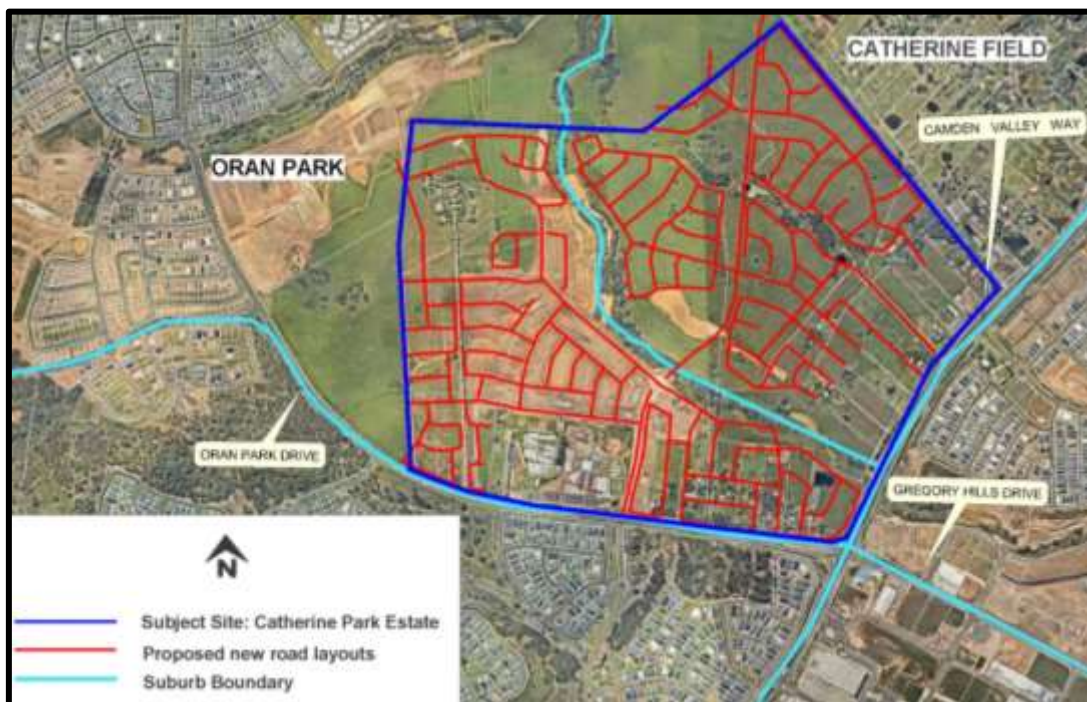 CATHERINE FIELD
CAMDEN VALLEY WAY
ORAN PARK
ORAN PARK DRIVE
GREGORY HILLS DRIVE
N
Subject Site: Catherine Park Estate
Proposed new road layouts
Suburb Boundary